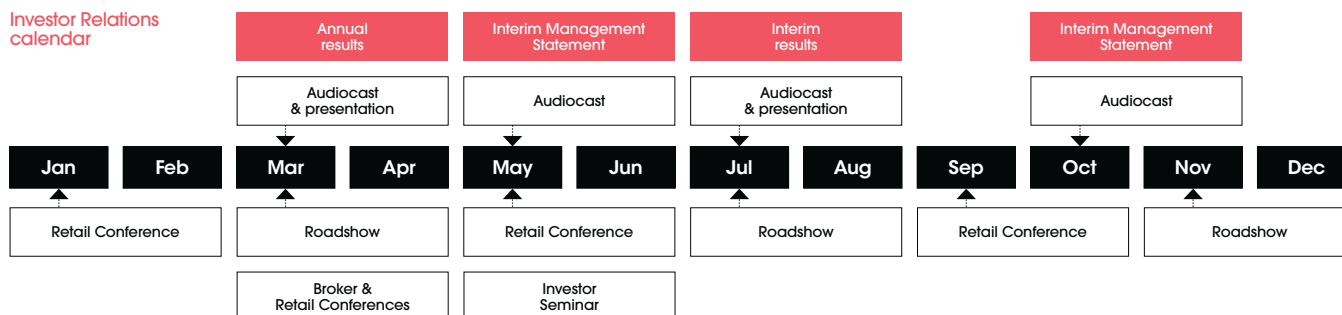 Investor Relations
calendar
Annual
results
Interim Management
Statement
Interim
results
Interim Management
Statement
Audiocast
& presentation
Audiocast
Audiocast
& presentation
Audiocast
Jan
Feb
Mar
Apr
May
Jun
Jul
Aug
Sep
Oct
Nov
Dec
Retail Conference
Roadshow
Retail Conference
Roadshow
Retail Conference
Roadshow
Broker &
Retail Conferences
Investor
Seminar